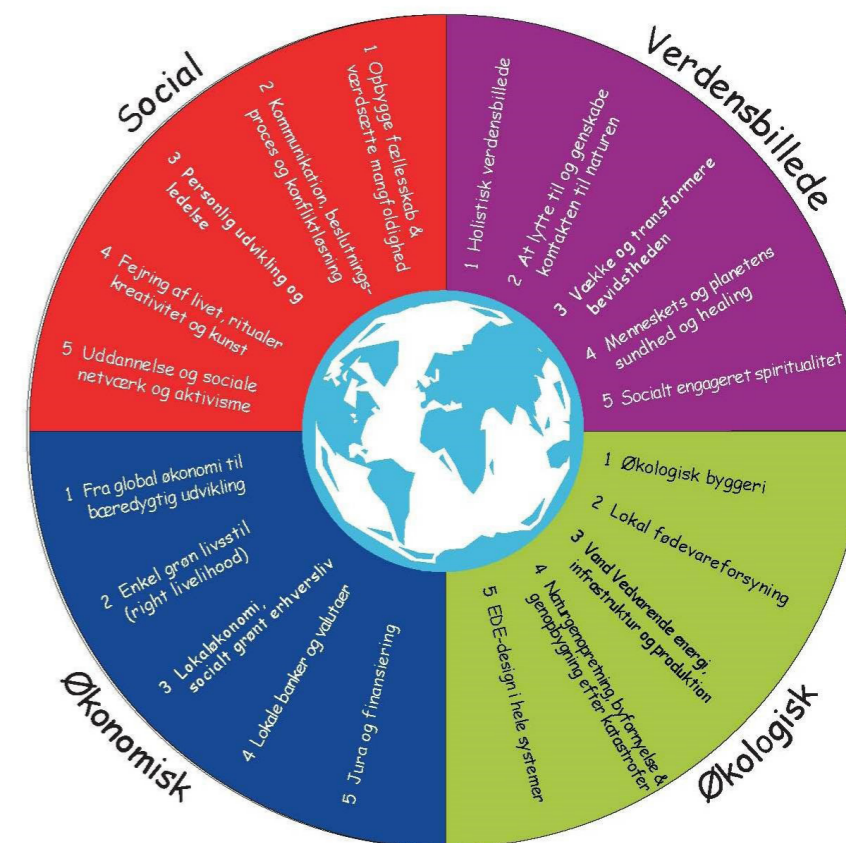 Social
1 Opbygge fællesskab &
værdsætte mangfoldighed
2 Kommunikation, beslutnings-
proces og konfliktløsning
3 Personlig udvikling og
ledelse
4 Fejring af livet, ritualer
kreativitet og kunst
5 Uddannelse og sociale
netværk og aktivisme
Verdensbillede
1 Holistisk verdensbillede
2 At lytte til og genskabe
kontakten til naturen
3 Vække og transformere
bevidstheden
4 Menneskets og planetens
sundhed og healing
5 Socialt engageret spiritualitet
Økonomisk
1 Fra global økonomi til
bæredygtig udvikling
2 Enkel grøn livsstil
(right livelihood)
3 Lokaløkonomi,
socialt grønt erhversliv
4 Lokale banker og valutaer
5 Jura og finansiering
Økologisk
1 Økologisk byggeri
2 Lokal fødevareforsyning
3 Vand Vedvarende energi,
infrastruktur og produktion
4 Naturgenopretning, byfornyelse &
genopbygning efter katastrofer
5 EDE-design i hele systemer